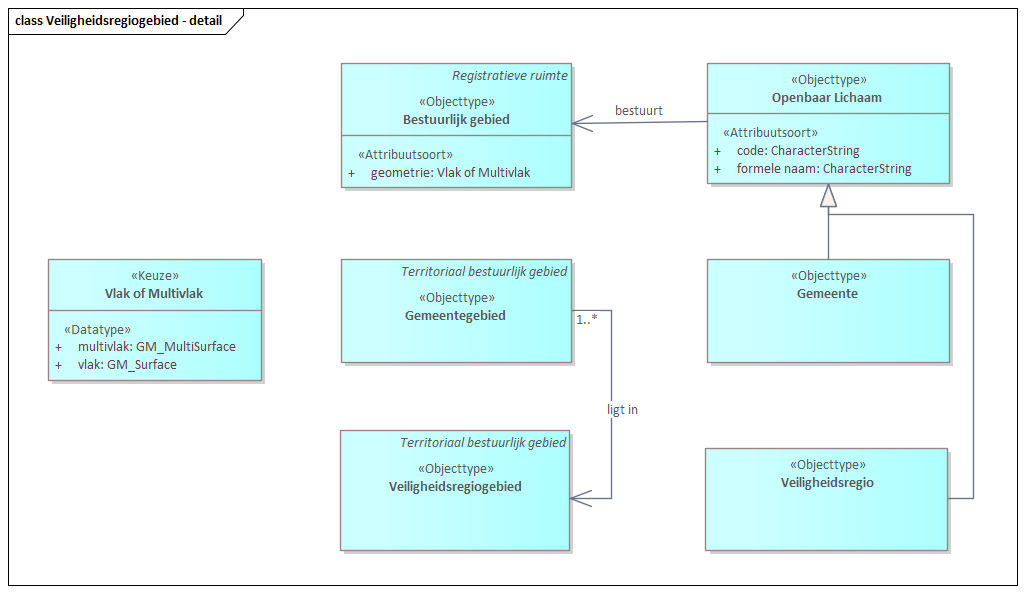 class Veiligheidsregiogebied - detail
Registratieve ruimte
«Objecttype»
Bestuurlijk gebied
«Attribuutsoort»
+ geometrie: Vlak of Multivlak
bestuurt
«Objecttype»
Openbaar Lichaam
«Attribuutsoort»
+ code: CharacterString
+ formele naam: CharacterString
«Keuze»
Vlak of Multivlak
«Datatype»
+ multivlak: GM_MultiSurface
+ vlak: GM_Surface
Territoriaal bestuurlijk gebied
«Objecttype»
Gemeentegebied
1..*
ligt in
«Objecttype»
Gemeente
Territoriaal bestuurlijk gebied
«Objecttype»
Veiligheidsregiogebied
«Objecttype»
Veiligheidsregio